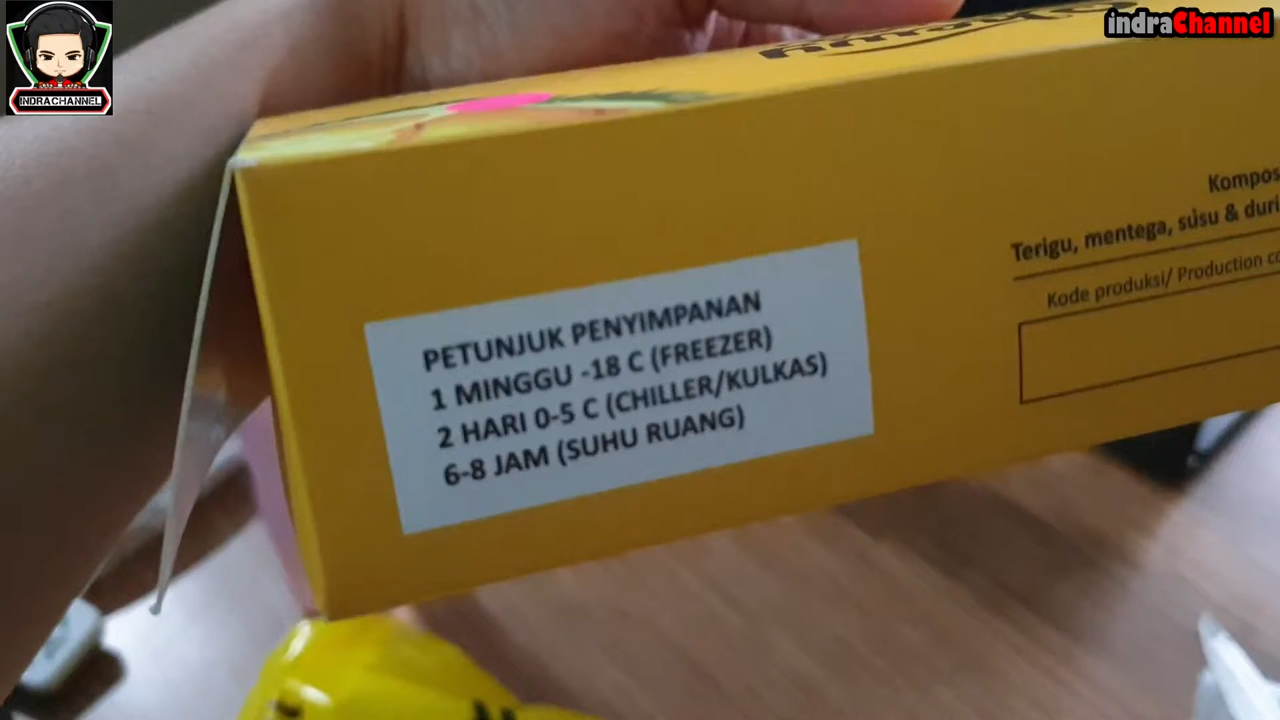 indraChannel
INDRACHANNEL
PETUNJUK PENYIMPANAN
1 MINGGU -18 C (FREEZER)
2 HARI 0-5 C (CHILLER/KULKAS)
6-8 JAM (SUHU RUANG)
Kompos
Terigu, mentega, susu & duri
Kode produksi/ Production co